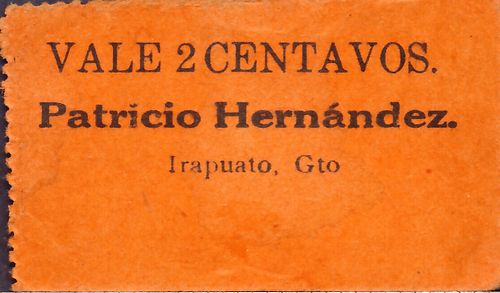 VALE 2 CENTAVOS.
Patricio Hernández.
Irapuato, Gto